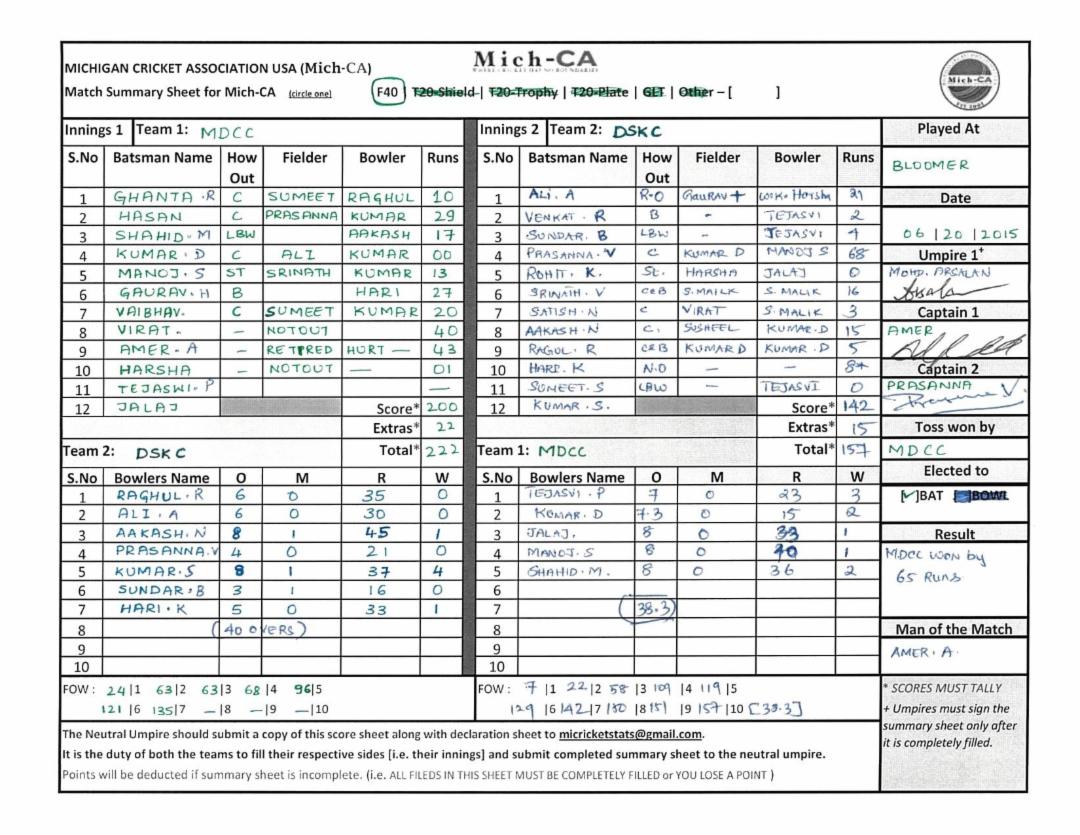 MICHIGAN CRICKET ASSOCIATION USA (Mich-CA)
Mich-CA
Match Summary Sheet for Mich-CA (circle one) F40 | T20-Shield | T20-Trophy | T20-Plate | GLT | Other – [ ]
Mich-CA
Innings 1 Team 1: MDCC
S.No Batsman Name How Out Fielder Bowler Runs
1 GHANTA.R C SUMEET RAGHUL 10
2 HASAN C PRASANNA KUMAR 29
3 SHAHID.M LBW AAKASH 17
4 KUMAR.D C ALI KUMAR 00
5 MANOJ.S ST SRINATH KUMAR 13
6 GAURAV.H B HARI 27
7 VAIBHAV. C SUMEET KUMAR 20
8 VIRAT. – NOTOUT 40
9 AMER.A – RETIRED HURT — 43
10 HARSHA – NOTOUT — 01
11 TEJASWI.P —
12 JALAJ Score* 200
Extras* 22
Team 2: DSKC Total* 222
S.No Bowlers Name O M R W
1 RAGHUL.R 6 0 35 0
2 ALI.A 6 0 30 0
3 AAKASH.N 8 1 45 1
4 PRASANNA.V 4 0 21 0
5 KUMAR.S 8 1 37 4
6 SUNDAR.B 3 1 16 0
7 HARI.K 5 0 33 1
8 (40 OVERS)
9
10
FOW : 24|1 63|2 63|3 68|4 96|5
121|6 135|7 –|8 –|9 –|10
Innings 2 Team 2: DSKC
S.No Batsman Name How Out Fielder Bowler Runs
1 ALI.A R-O GAURAV + Harsha 21
2 VENKAT.R B - TEJASVI 2
3 SUNDAR.B LBW – TEJASVI 4
4 PRASANNA.V C KUMAR D MANOJ S 68
5 ROHIT.K. St. HARSHA JALAJ 0
6 SRINATH.V C&B S.MALIK S.MALIK 16
7 SATISH.N C VIRAT S.MALIK 3
8 AAKASH.N C. SUSHEEL KUMAR.D 15
9 RAGUL.R C&B KUMAR D KUMAR.D 5
10 HARI.K N.O – – 8*
11 SUMEET.S LBW – TEJASVI 0
12 KUMAR.S. Score* 142
Extras* 15
Team 1: MDCC Total* 157
S.No Bowlers Name O M R W
1 TEJASVI.P 7 0 23 3
2 KUMAR.D 7.3 0 15 2
3 JALAJ. 8 0 39 1
4 MANOJ.S 8 0 40 1
5 SHAHID.M. 8 0 36 2
6
7 (38.3)
8
9
10
FOW : 7|1 22|2 58|3 109|4 119|5
129|6 142|7 150|8 151|9 157|10 [38.3]
Played At
BLOOMER
Date
06|20|2015
Umpire 1+
MOHD. ARSALAN
Captain 1
AMER
Captain 2
PRASANNA
Toss won by
MDCC
Elected to
[✓]BAT [ ]BOWL
Result
MDCC WON by
65 RUNS
Man of the Match
AMER.A.
* SCORES MUST TALLY
+ Umpires must sign the
summary sheet only after
it is completely filled.
The Neutral Umpire should submit a copy of this score sheet along with declaration sheet to micricketstats@gmail.com.
It is the duty of both the teams to fill their respective sides [i.e. their innings] and submit completed summary sheet to the neutral umpire.
Points will be deducted if summary sheet is incomplete. (i.e. ALL FILEDS IN THIS SHEET MUST BE COMPLETELY FILLED or YOU LOSE A POINT )